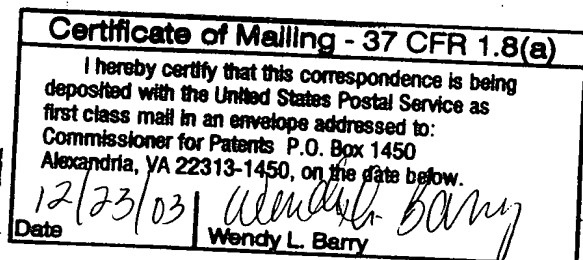 Certificate of Mailing - 37 CFR 1.8(a)
I hereby certify that this correspondence is being
deposited with the United States Postal Service as
first class mail in an envelope addressed to:
Commissioner for Patents P.O. Box 1450
Alexandria, VA 22313-1450, on the date below.
12/23/03 Wendy L. Barry
Date Wendy L. Barry